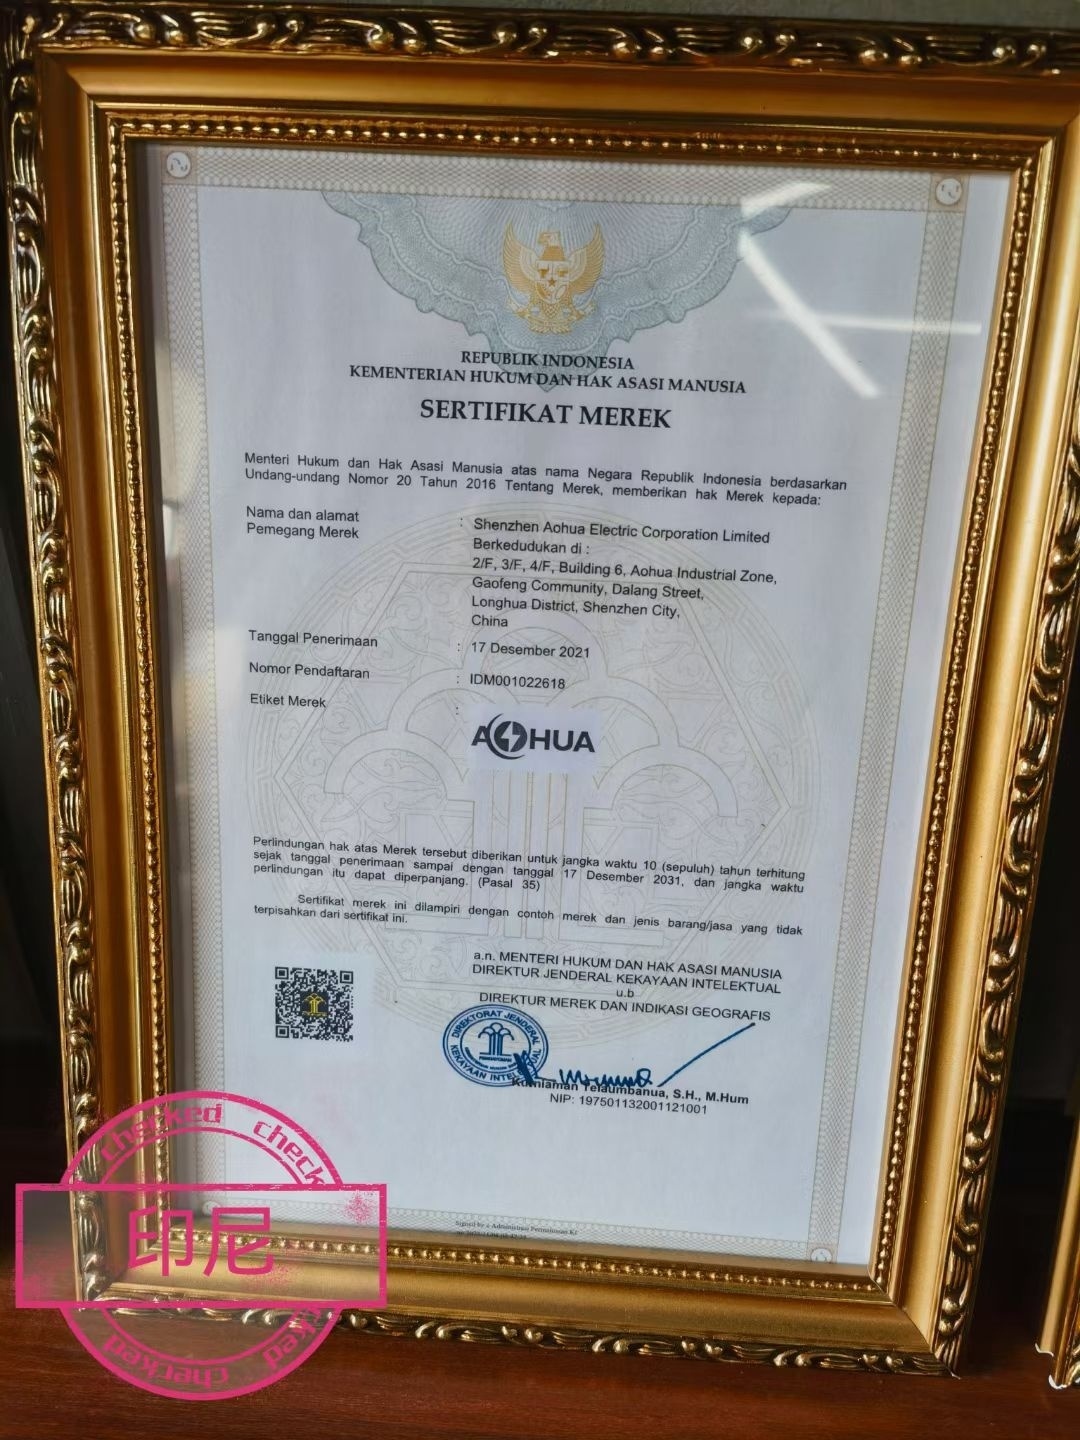 REPUBLIK INDONESIA
KEMENTERIAN HUKUM DAN HAK ASASI MANUSIA
SERTIFIKAT MEREK
Menteri Hukum dan Hak Asasi Manusia atas nama Negara Republik Indonesia berdasarkan
Undang-undang Nomor 20 Tahun 2016 Tentang Merek, memberikan hak Merek kepada:
Nama dan alamat
Pemegang Merek
: Shenzhen Aohua Electric Corporation Limited
Berkedudukan di :
2/F, 3/F, 4/F, Building 6, Aohua Industrial Zone,
Gaofeng Community, Dalang Street,
Longhua District, Shenzhen City,
China
Tanggal Penerimaan : 17 Desember 2021
Nomor Pendaftaran : IDM001022618
Etiket Merek :
AOHUA
Perlindungan hak atas Merek tersebut diberikan untuk jangka waktu 10 (sepuluh) tahun terhitung
sejak tanggal penerimaan sampai dengan tanggal 17 Desember 2031, dan jangka waktu
perlindungan itu dapat diperpanjang. (Pasal 35)
Sertifikat merek ini dilampiri dengan contoh merek dan jenis barang/jasa yang tidak
terpisahkan dari sertifikat ini.
a.n. MENTERI HUKUM DAN HAK ASASI MANUSIA
DIREKTUR JENDERAL KEKAYAAN INTELEKTUAL
u.b
DIREKTUR MEREK DAN INDIKASI GEOGRAFIS
DIREKTORAT JENDERAL
KEKAYAAN INTELEKTUAL
Kurniaman Telaumbanua, S.H., M.Hum
NIP: 197501132001121001
checked check
印尼
checked checked